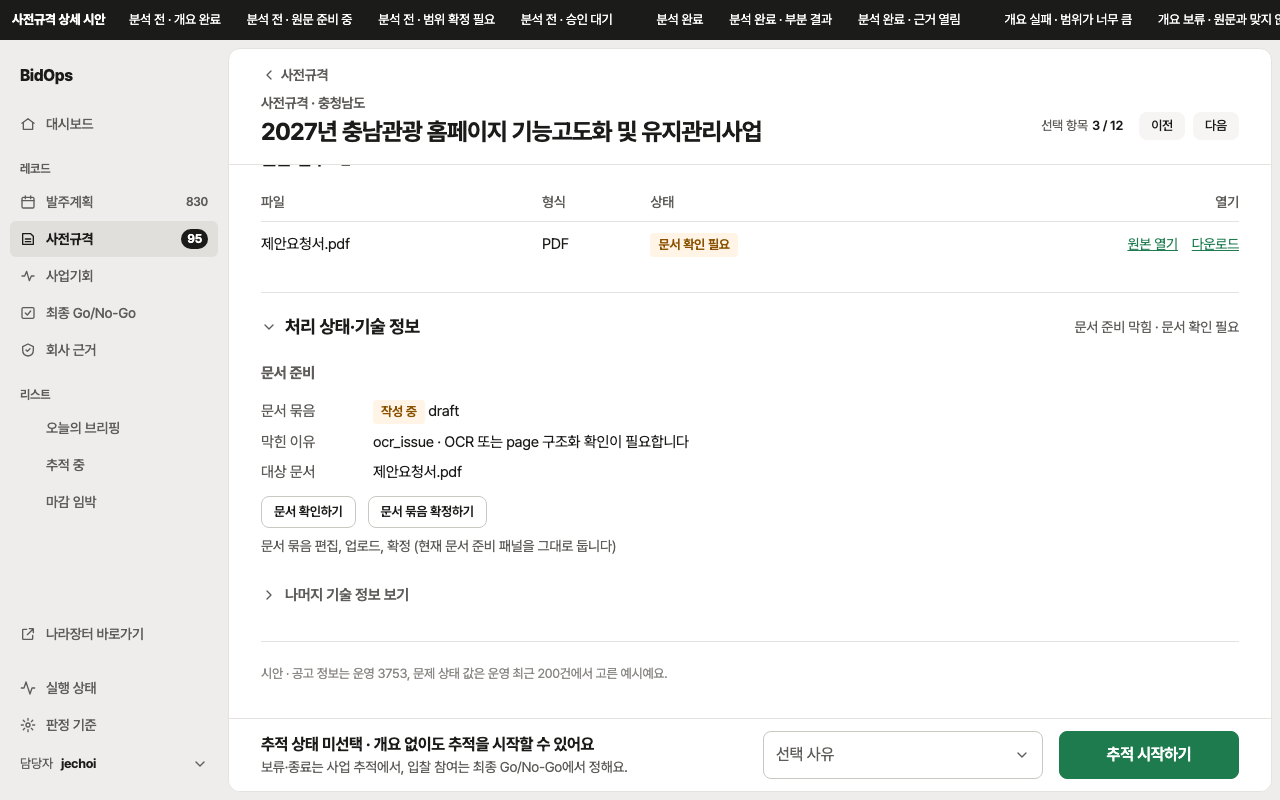 사전규격 상세 시안 분석 전 · 개요 완료 분석 전 · 원문 준비 중 분석 전 · 범위 확정 필요 분석 전 · 승인 대기 분석 완료 분석 완료 · 부분 결과 분석 완료 · 근거 열림 개요 실패 · 범위가 너무 큼 개요 보류 · 원문과 맞지
BidOps
대시보드
레코드
발주계획 830
사전규격 95
사업기회
최종 Go/No-Go
회사 근거
리스트
오늘의 브리핑
추적 중
마감 임박
나라장터 바로가기
실행 상태
판정 기준
담당자 jechoi
사전규격
사전규격 · 충청남도
2027년 충남관광 홈페이지 기능고도화 및 유지관리사업
선택 항목 3 / 12 이전 다음
파일 형식 상태 열기
제안요청서.pdf PDF 문서 확인 필요 원본 열기 다운로드
처리 상태·기술 정보 문서 준비 막힘 · 문서 확인 필요
문서 준비
문서 묶음 작성 중 draft
막힌 이유 ocr_issue · OCR 또는 page 구조화 확인이 필요합니다
대상 문서 제안요청서.pdf
문서 확인하기 문서 묶음 확정하기
문서 묶음 편집, 업로드, 확정 (현재 문서 준비 패널을 그대로 둡니다)
나머지 기술 정보 보기
시안 · 공고 정보는 운영 3753, 문제 상태 값은 운영 최근 200건에서 고른 예시예요.
추적 상태 미선택 · 개요 없이도 추적을 시작할 수 있어요
보류·종료는 사업 추적에서, 입찰 참여는 최종 Go/No-Go에서 정해요.
선택 사유
추적 시작하기